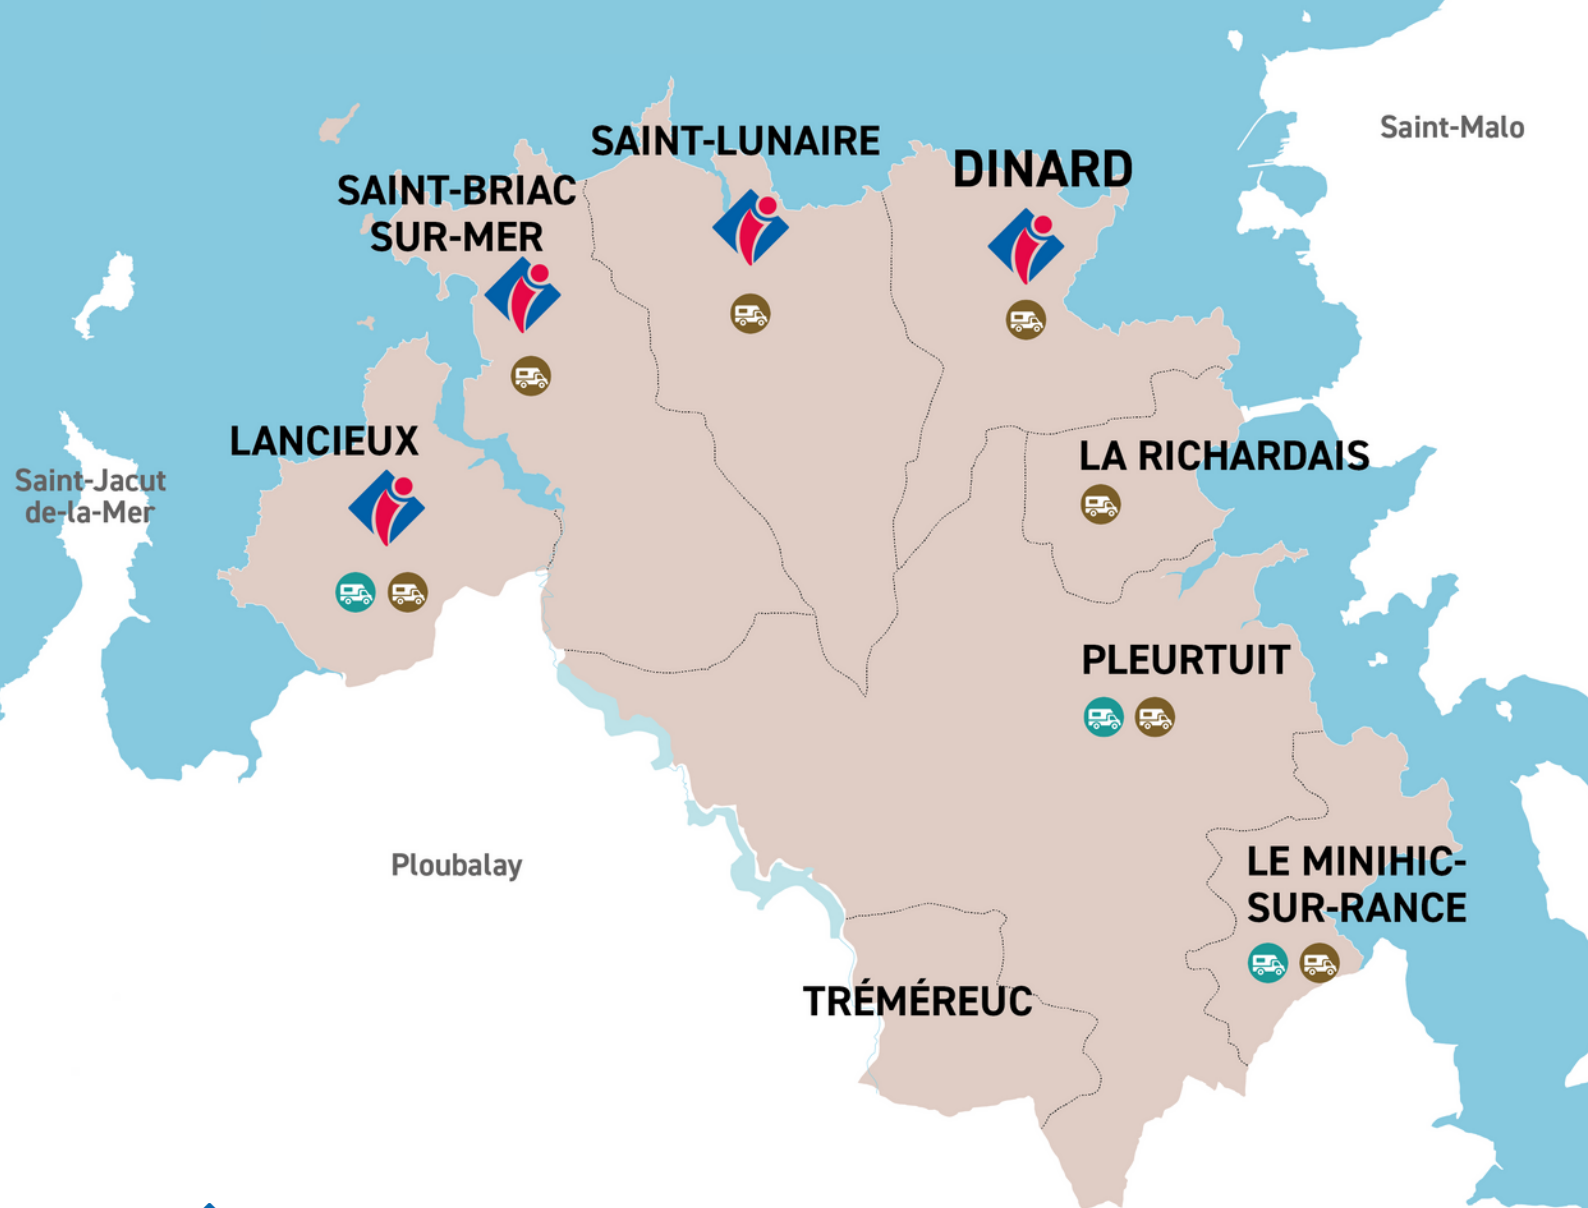 Saint-Malo
SAINT-LUNAIRE
DINARD
SAINT-BRIAC
SUR-MER
LANCIEUX
LA RICHARDAIS
Saint-Jacut
de-la-Mer
PLEURTUIT
Ploubalay
LE MINIHIC-
SUR-RANCE
TRÉMÉREUC